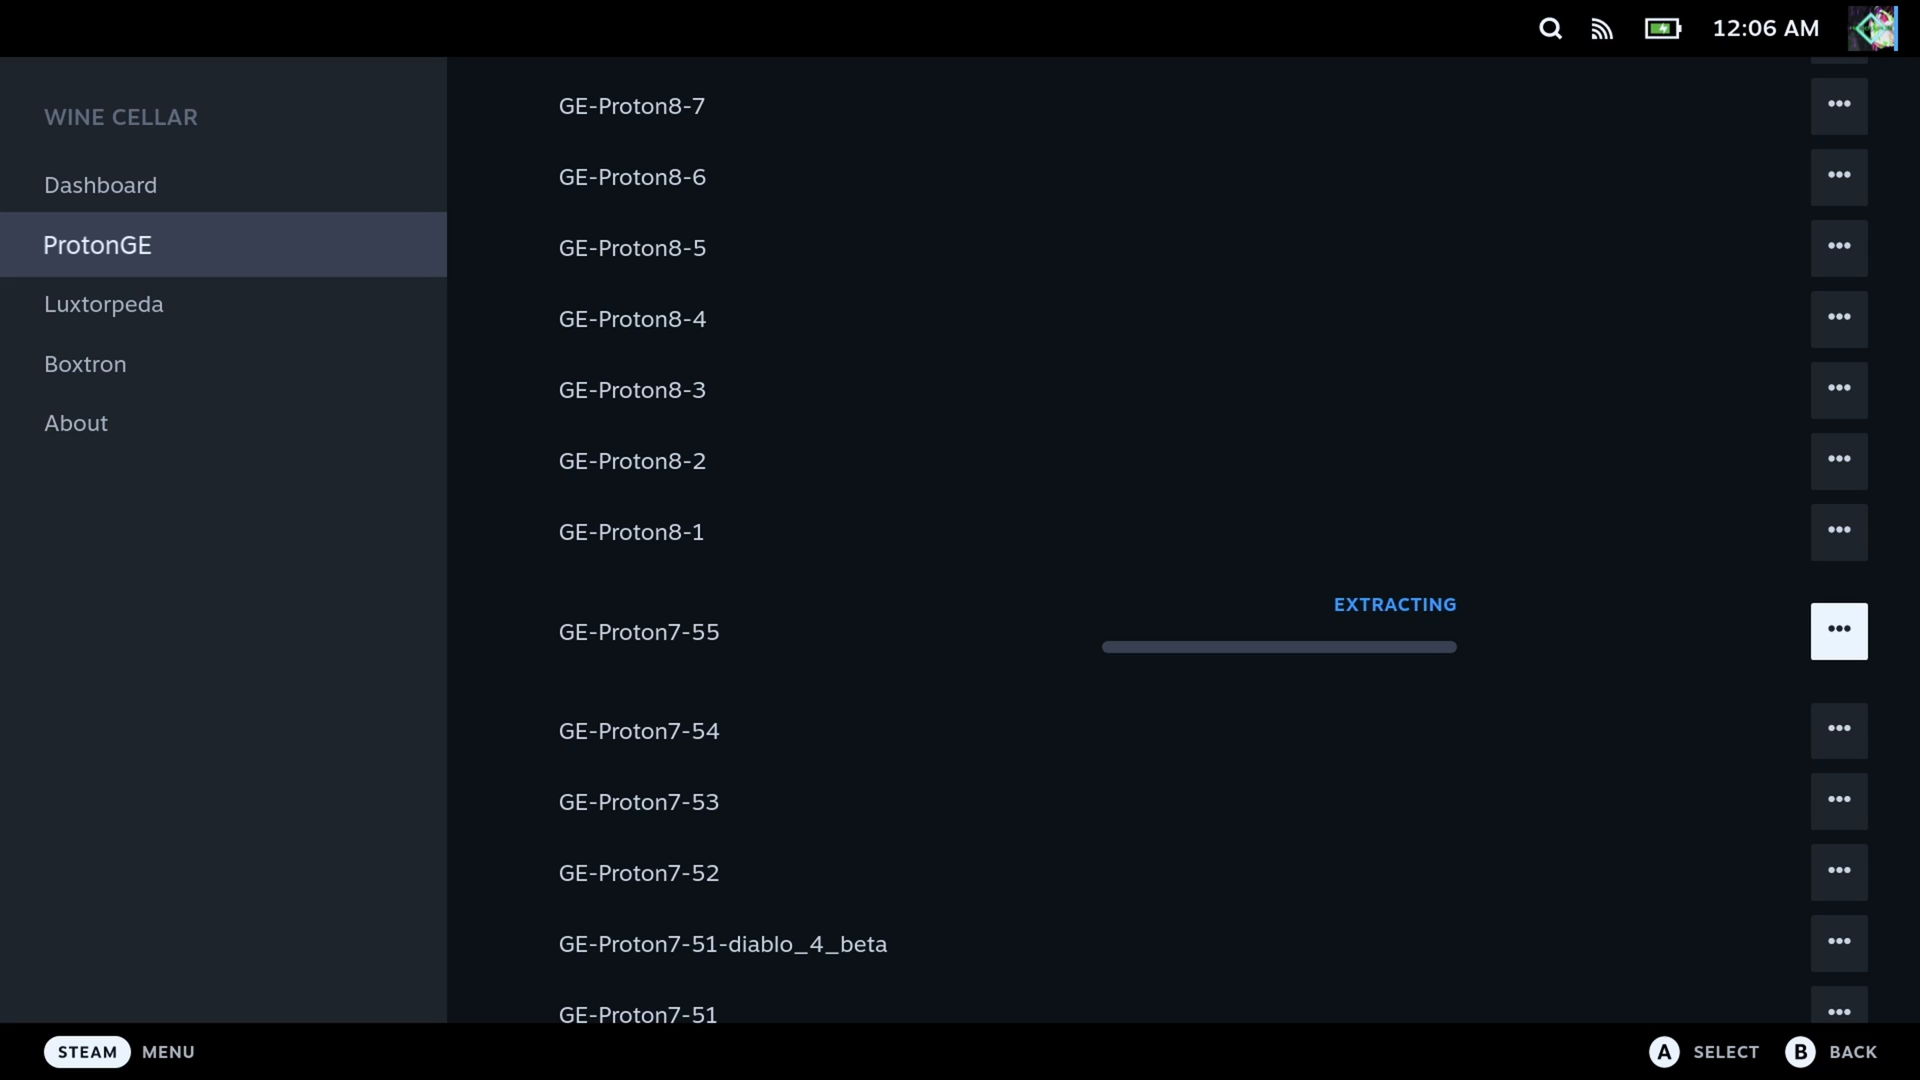 12:06 AM
WINE CELLAR
Dashboard
ProtonGE
Luxtorpeda
Boxtron
About
GE-Proton8-7
GE-Proton8-6
GE-Proton8-5
GE-Proton8-4
GE-Proton8-3
GE-Proton8-2
GE-Proton8-1
EXTRACTING
GE-Proton7-55
GE-Proton7-54
GE-Proton7-53
GE-Proton7-52
GE-Proton7-51-diablo_4_beta
GE-Proton7-51
STEAM MENU
A SELECT B BACK